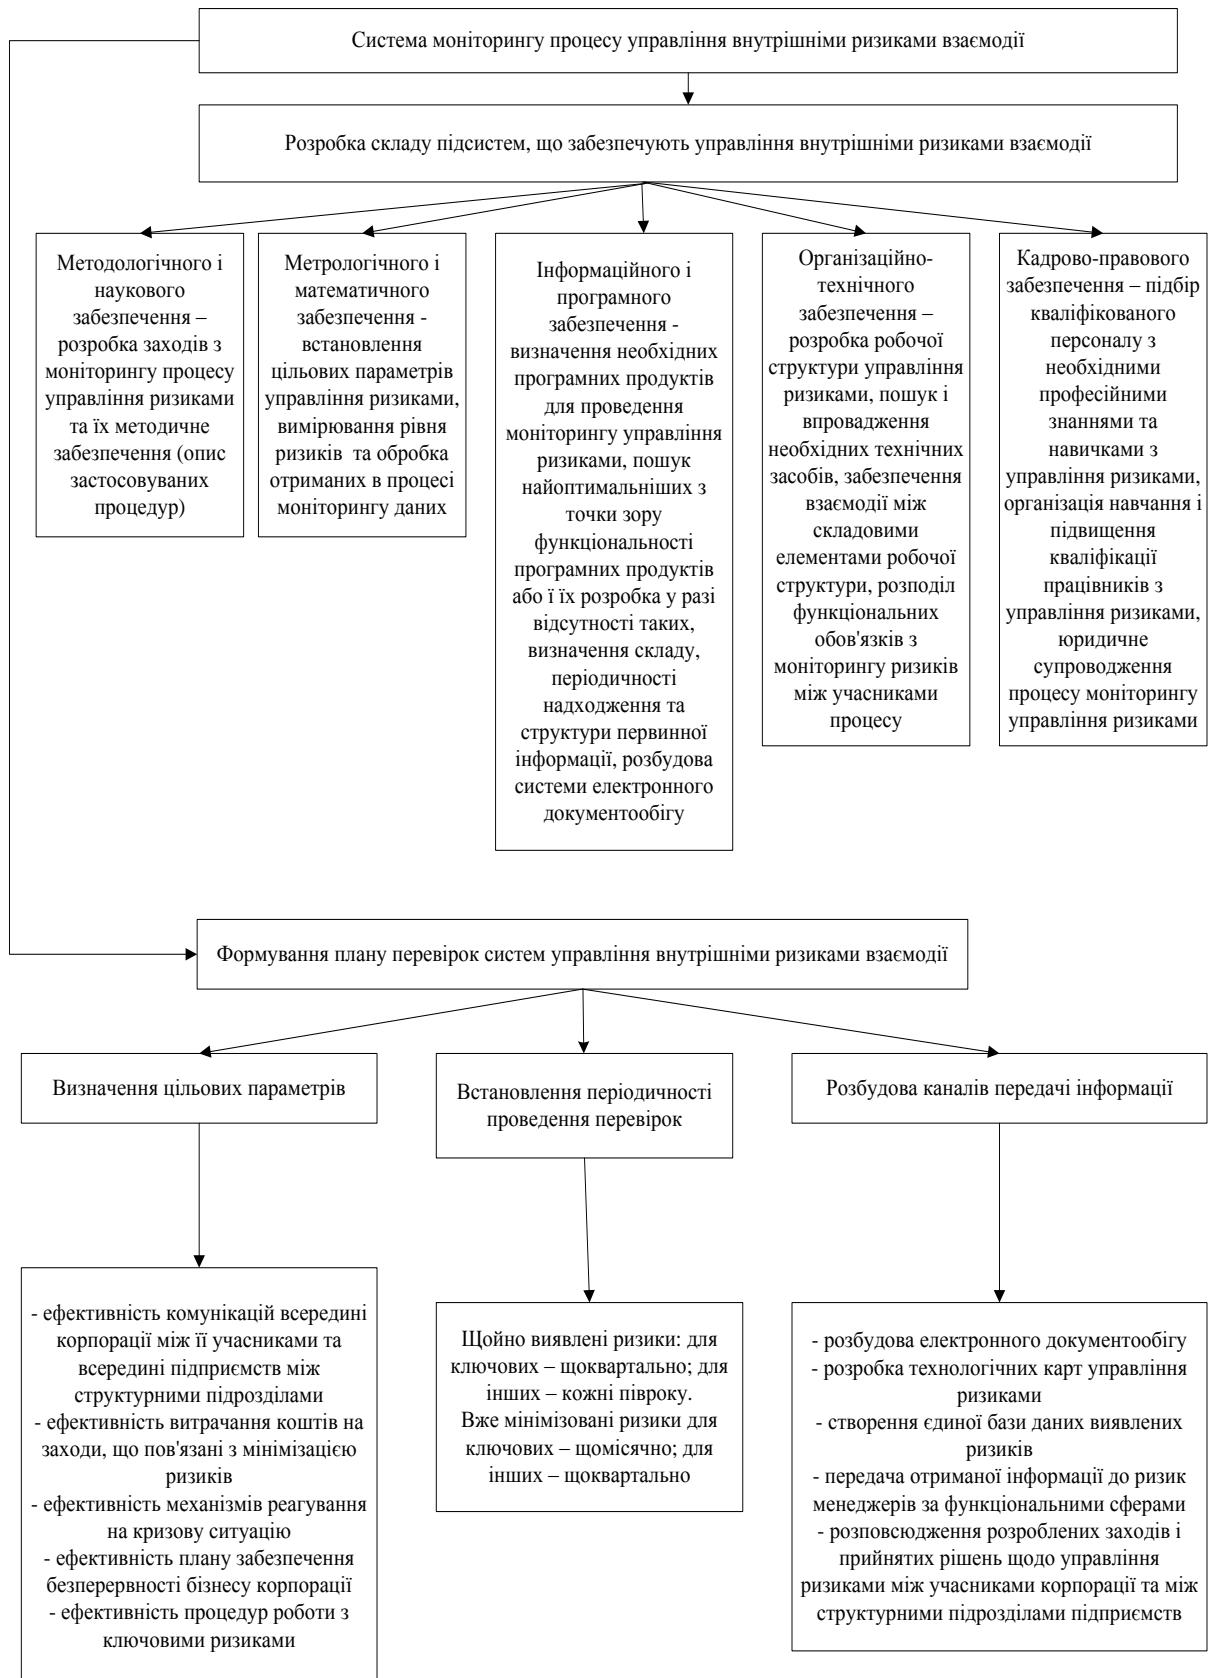 Система моніторингу процесу управління внутрішніми ризиками взаємодії
Розробка складу підсистем, що забезпечують управління внутрішніми ризиками взаємодії
Методологічного і
наукового
забезпечення –
розробка заходів з
моніторингу процесу
управління ризиками
та їх методичне
забезпечення (опис
застосовуваних
процедур)
Метрологічного і
математичного
забезпечення -
встановлення
цільових параметрів
управління ризиками,
вимірювання рівня
ризиків та обробка
отриманих в процесі
моніторингу даних
Інформаційного і
програмного
забезпечення -
визначення необхідних
програмних продуктів
для проведення
моніторингу управління
ризиками, пошук
найоптимальніших з
точки зору
функціональності
програмних продуктів
або ї їх розробка у разі
відсутності таких,
визначення складу,
періодичності
надходження та
структури первинної
інформації, розбудова
системи електронного
документообігу
Організаційно-
технічного
забезпечення –
розробка робочої
структури управління
ризиками, пошук і
впровадження
необхідних технічних
засобів, забезпечення
взаємодії між
складовими
елементами робочої
структури, розподіл
функціональних
обов'язків з
моніторингу ризиків
між учасниками
процесу
Кадрово-правового
забезпечення – підбір
кваліфікованого
персоналу з
необхідними
професійними
знаннями та
навичками з
управління ризиками,
організація навчання і
підвищення
кваліфікації
працівників з
управління ризиками,
юридичне
супроводження
процесу моніторингу
управління ризиками
Формування плану перевірок систем управління внутрішніми ризиками взаємодії
Визначення цільових параметрів
Встановлення періодичності
проведення перевірок
Розбудова каналів передачі інформації
- ефективність комунікацій всередині
корпорації між її учасниками та
всередині підприємств між
структурними підрозділами
- ефективність витрачання коштів на
заходи, що пов'язані з мінімізацією
ризиків
- ефективність механізмів реагування
на кризову ситуацію
- ефективність плану забезпечення
безперервності бізнесу корпорації
- ефективність процедур роботи з
ключовими ризиками
Щойно виявлені ризики: для
ключових – щоквартально; для
інших – кожні півроку.
Вже мінімізовані ризики для
ключових – щомісячно; для
інших – щоквартально
- розбудова електронного документообігу
- розробка технологічних карт управління
ризиками
- створення єдиної бази даних виявлених
ризиків
- передача отриманої інформації до ризик
менеджерів за функціональними сферами
- розповсюдження розроблених заходів і
прийнятих рішень щодо управління
ризиками між учасниками корпорації та між
структурними підрозділами підприємств